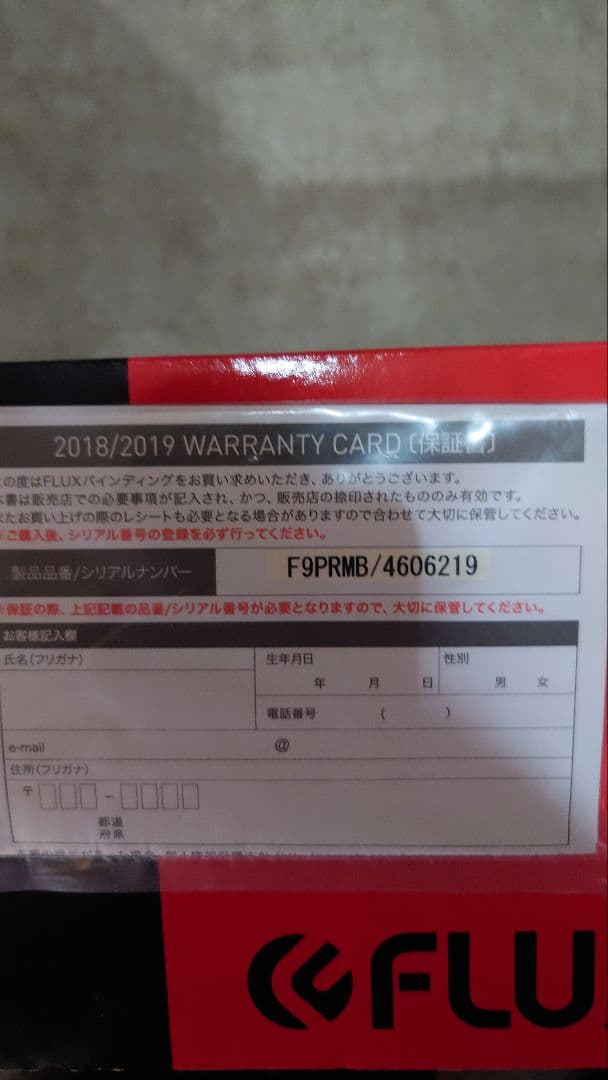 2018/2019 WARRANTY CARD〔保証書〕
の度はFLUXバインディングをお買い求めいただき、ありがとうございます。
本書は販売店での必要事項が記入され、かつ、販売店の捺印されたもののみ有効です。
またお買い上げの際のレシートも必要となる場合がありますので合わせて大切に保管してください。
※ご購入後、シリアル番号の登録を必ず行ってください。
製品品番/シリアルナンバー F9PRMB/4606219
※保証の際、上記記載の品番/シリアル番号が必要となりますので、大切に保管してください。
お客様記入欄
氏名(フリガナ) 生年月日 性別
年 月 日 男 女
電話番号 ( )
e-mail @
住所(フリガナ)
〒 -
都道
府県
FLU